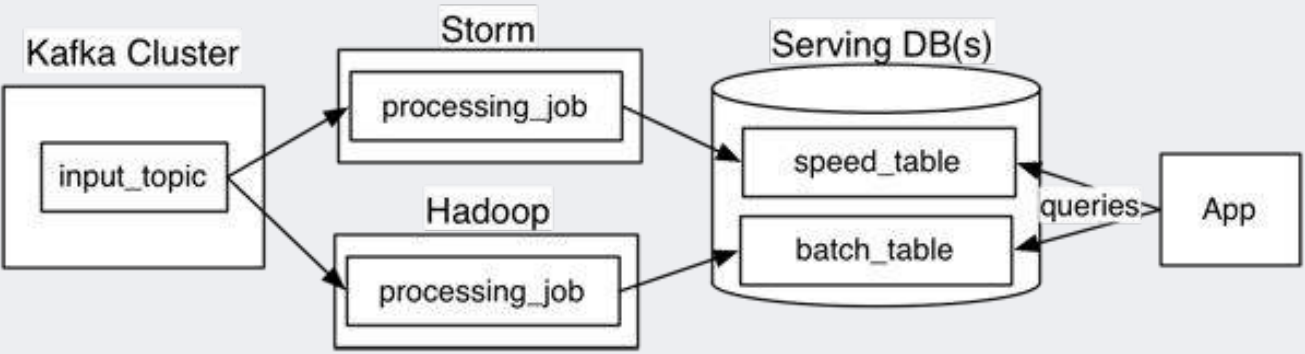 Kafka Cluster
input_topic
Storm
processing_job
Hadoop
processing_job
Serving DB(s)
speed_table
batch_table
queries
App